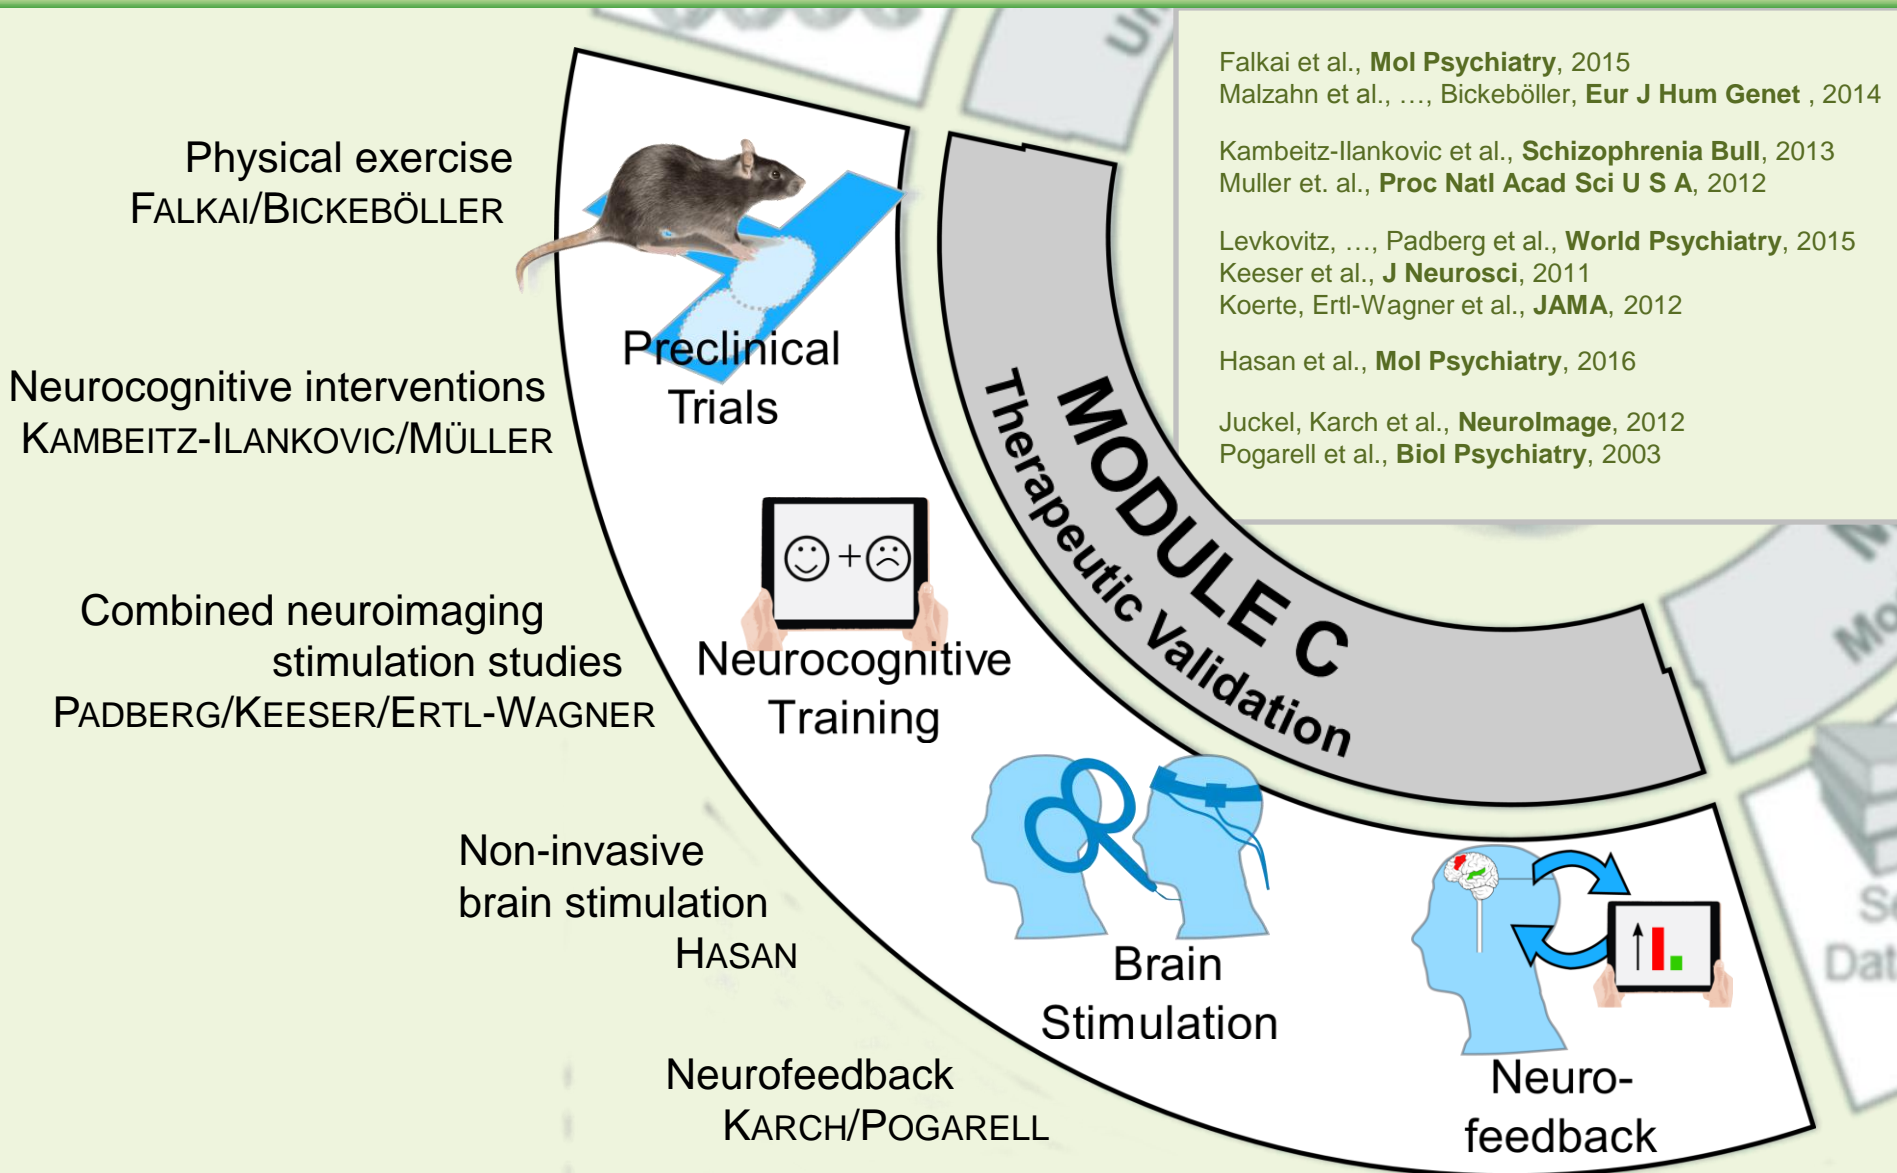 Physical exercise
FALKAI/BICKEBÖLLER
Neurocognitive interventions
KAMBEITZ-ILANKOVIC/MÜLLER
Combined neuroimaging
stimulation studies
PADBERG/KEESER/ERTL-WAGNER
Non-invasive
brain stimulation
HASAN
Neurofeedback
KARCH/POGARELL
Preclinical
Trials
Neurocognitive
Training
Brain
Stimulation
Neuro-
feedback
MODULE C
Therapeutic Validation
Falkai et al., Mol Psychiatry, 2015
Malzahn et al., …, Bickeböller, Eur J Hum Genet , 2014
Kambeitz-Ilankovic et al., Schizophrenia Bull, 2013
Muller et. al., Proc Natl Acad Sci U S A, 2012
Levkovitz, …, Padberg et al., World Psychiatry, 2015
Keeser et al., J Neurosci, 2011
Koerte, Ertl-Wagner et al., JAMA, 2012
Hasan et al., Mol Psychiatry, 2016
Juckel, Karch et al., NeuroImage, 2012
Pogarell et al., Biol Psychiatry, 2003